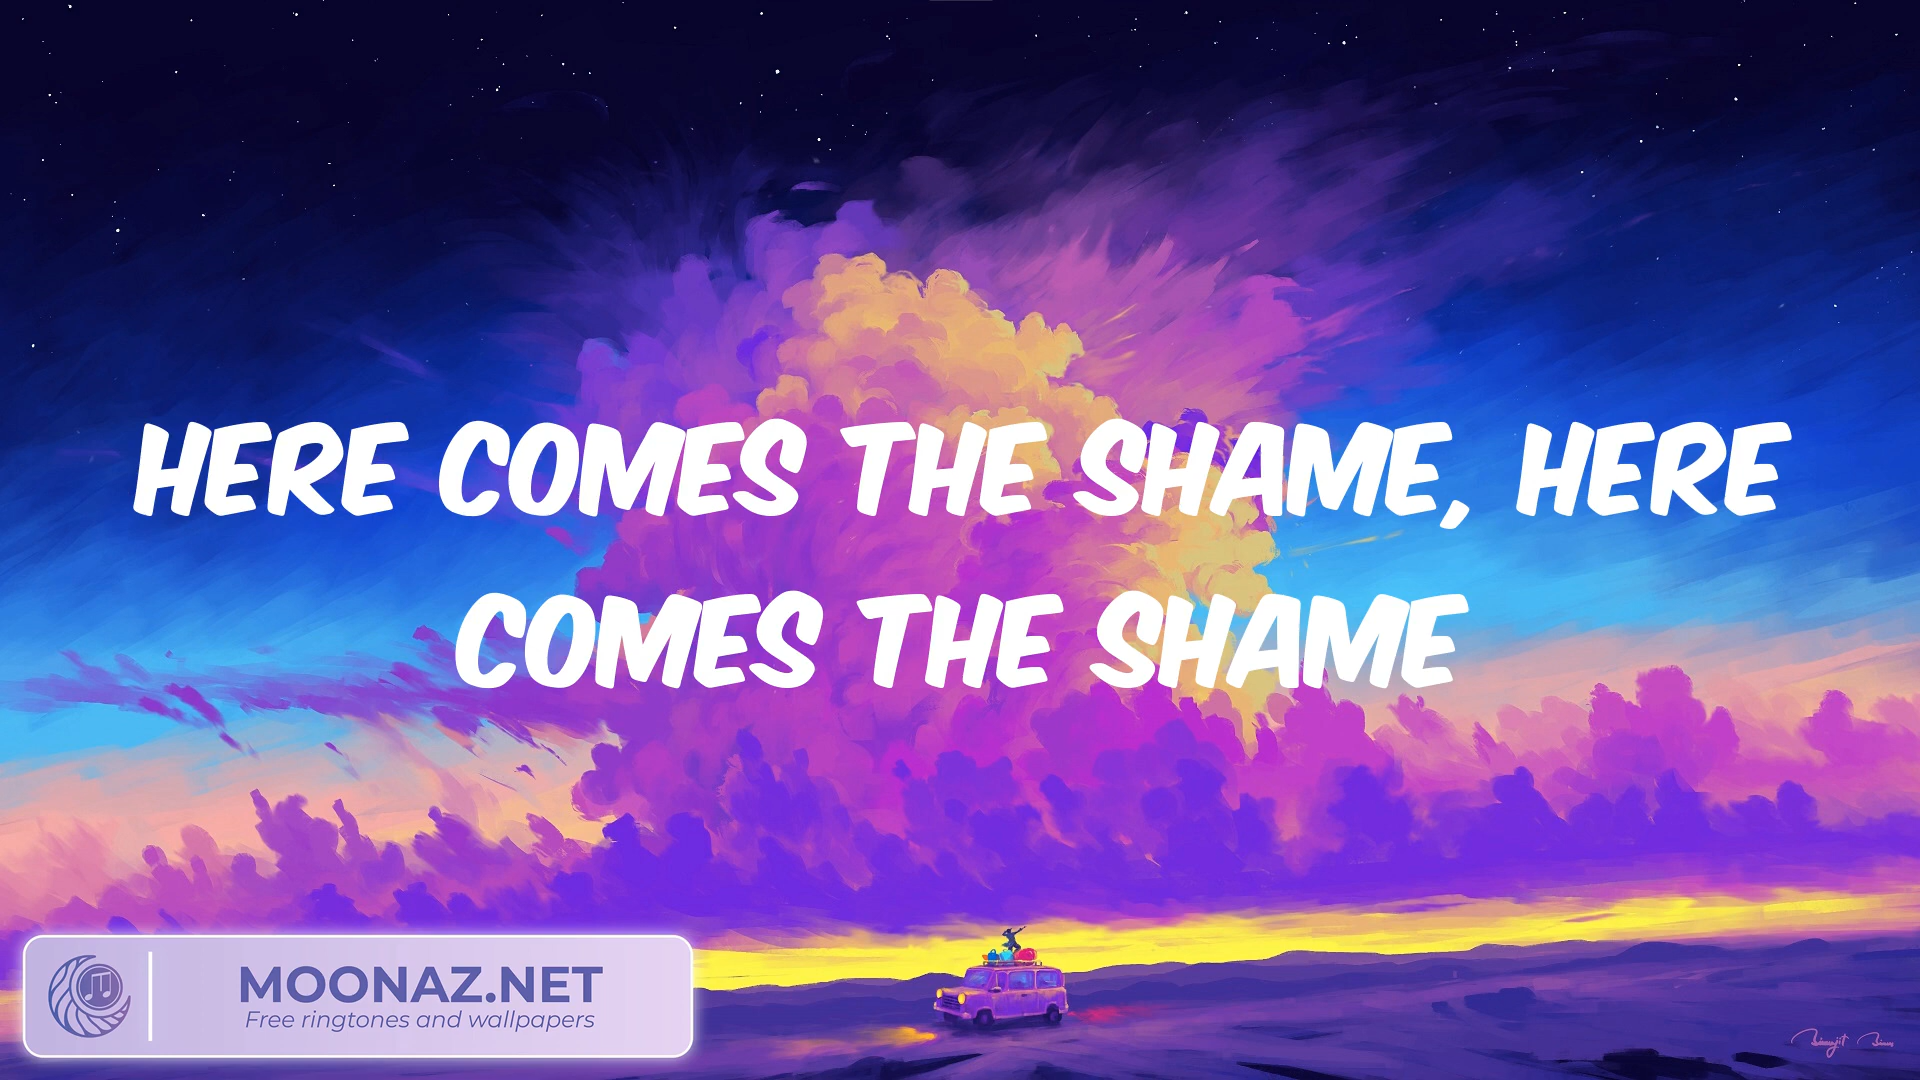 HERE COMES THE SHAME, HERE
COMES THE SHAME
MOONAZ.NET
Free ringtones and wallpapers